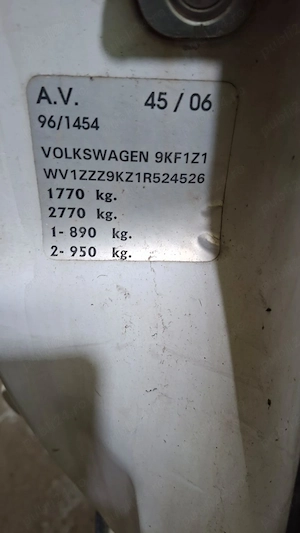 A.V. 45 / 06
96/1454
VOLKSWAGEN 9KF1Z1
WV1ZZZ9KZ1R524526
1770 kg.
2770 kg.
1- 890 kg.
2- 950 kg.